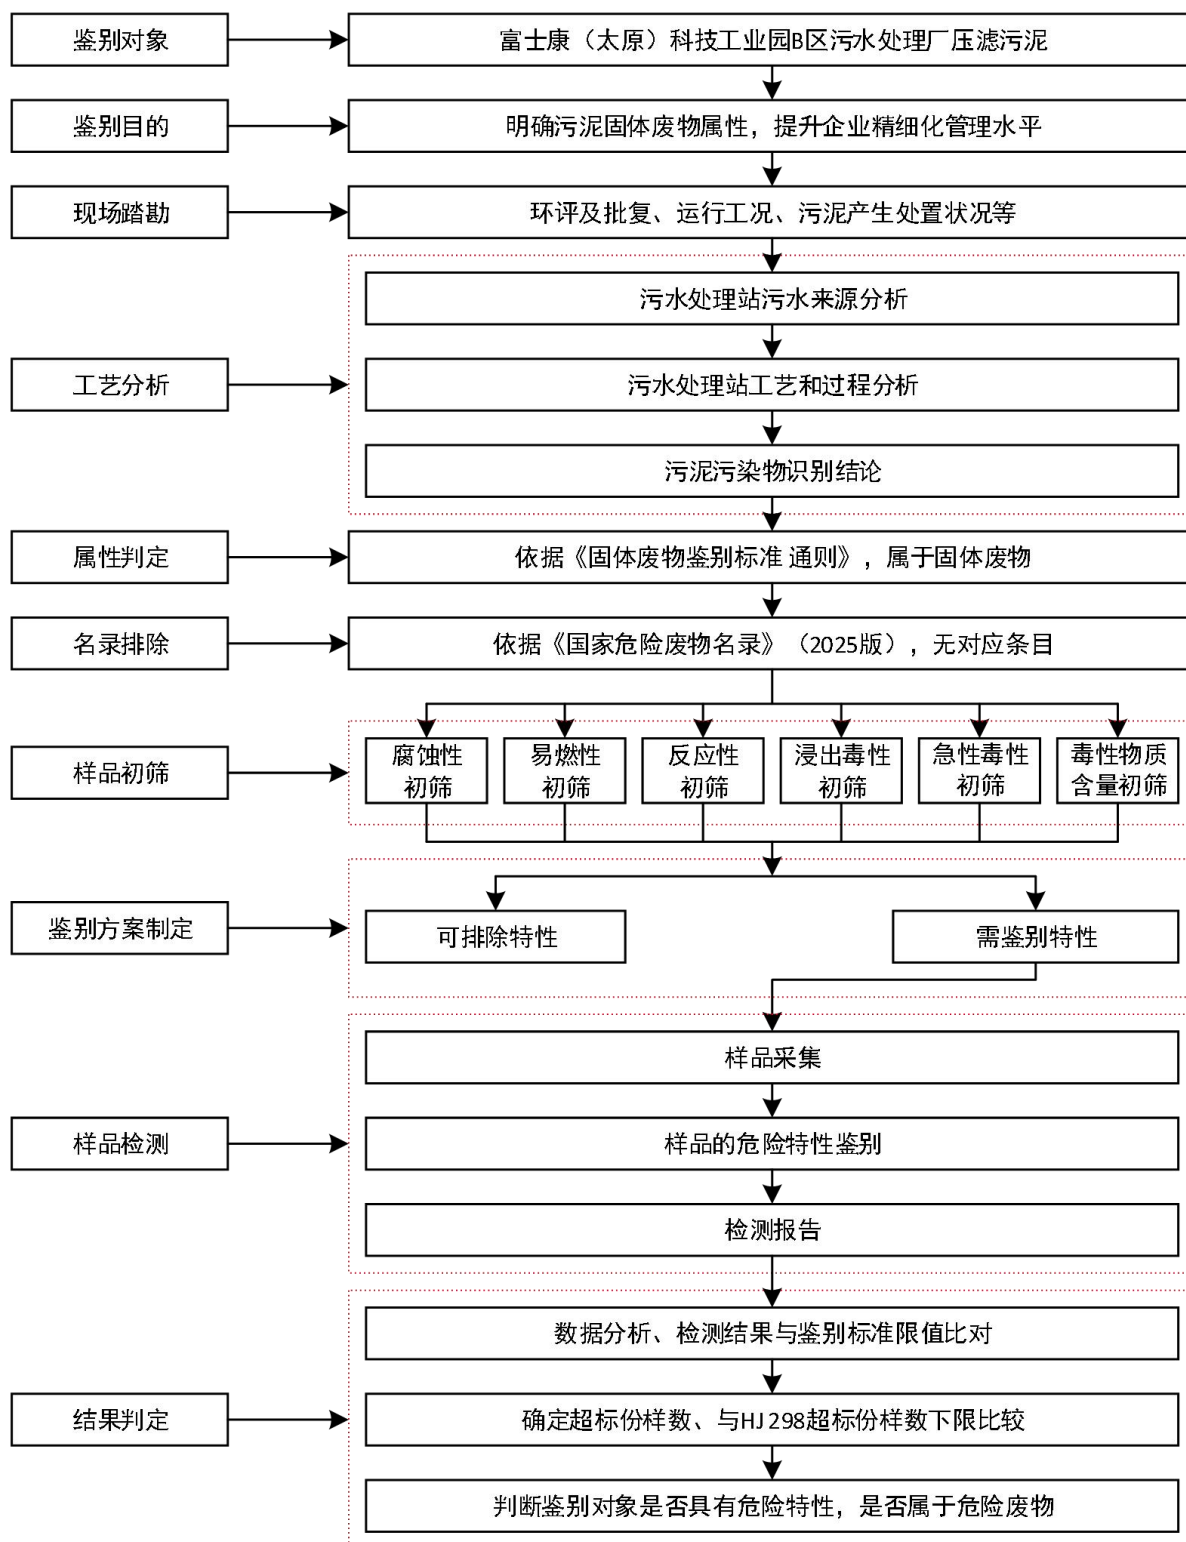 鉴别对象
富士康（太原）科技工业园B区污水处理厂压滤污泥
鉴别目的
明确污泥固体废物属性，提升企业精细化管理水平
现场踏勘
环评及批复、运行工况、污泥产生处置状况等
污水处理站污水来源分析
工艺分析
污水处理站工艺和过程分析
污泥污染物识别结论
属性判定
依据《固体废物鉴别标准 通则》，属于固体废物
名录排除
依据《国家危险废物名录》（2025版），无对应条目
样品初筛
腐蚀性
初筛
易燃性
初筛
反应性
初筛
浸出毒性
初筛
急性毒性
初筛
毒性物质
含量初筛
鉴别方案制定
可排除特性
需鉴别特性
样品采集
样品检测
样品的危险特性鉴别
检测报告
数据分析、检测结果与鉴别标准限值比对
结果判定
确定超标份样数、与HJ298超标份样数下限比较
判断鉴别对象是否具有危险特性，是否属于危险废物